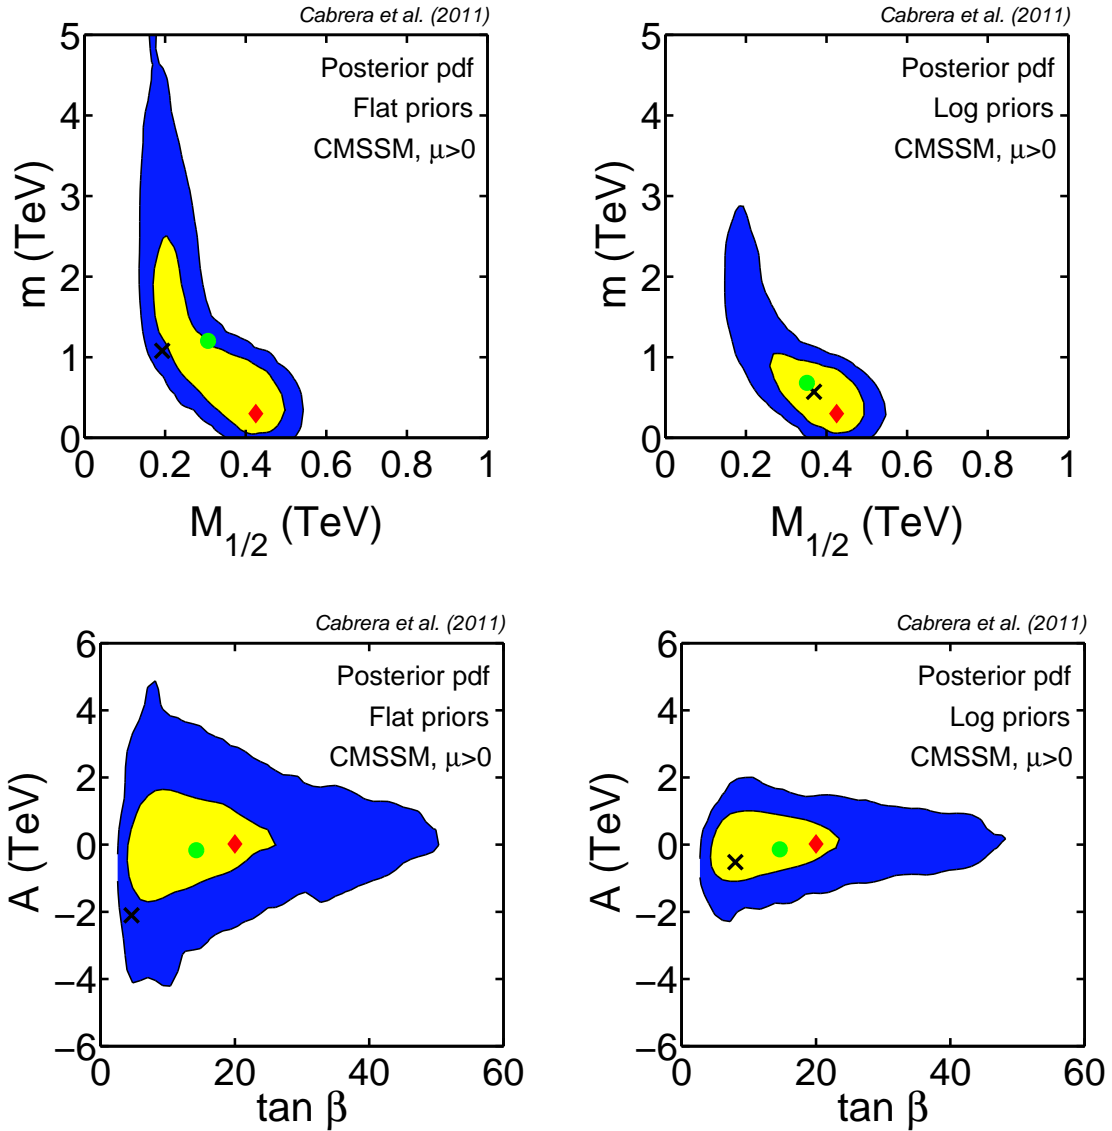 Cabrera et al. (2011)
5
4
3
2
1
0
m (TeV)
Posterior pdf
Flat priors
CMSSM, μ>0
0 0.2 0.4 0.6 0.8 1
M1/2 (TeV)
Cabrera et al. (2011)
5
4
3
2
1
0
m (TeV)
Posterior pdf
Log priors
CMSSM, μ>0
0 0.2 0.4 0.6 0.8 1
M1/2 (TeV)
Cabrera et al. (2011)
6
4
2
0
−2
−4
−6
A (TeV)
Posterior pdf
Flat priors
CMSSM, μ>0
0 20 40 60
tan β
Cabrera et al. (2011)
6
4
2
0
−2
−4
−6
A (TeV)
Posterior pdf
Log priors
CMSSM, μ>0
0 20 40 60
tan β